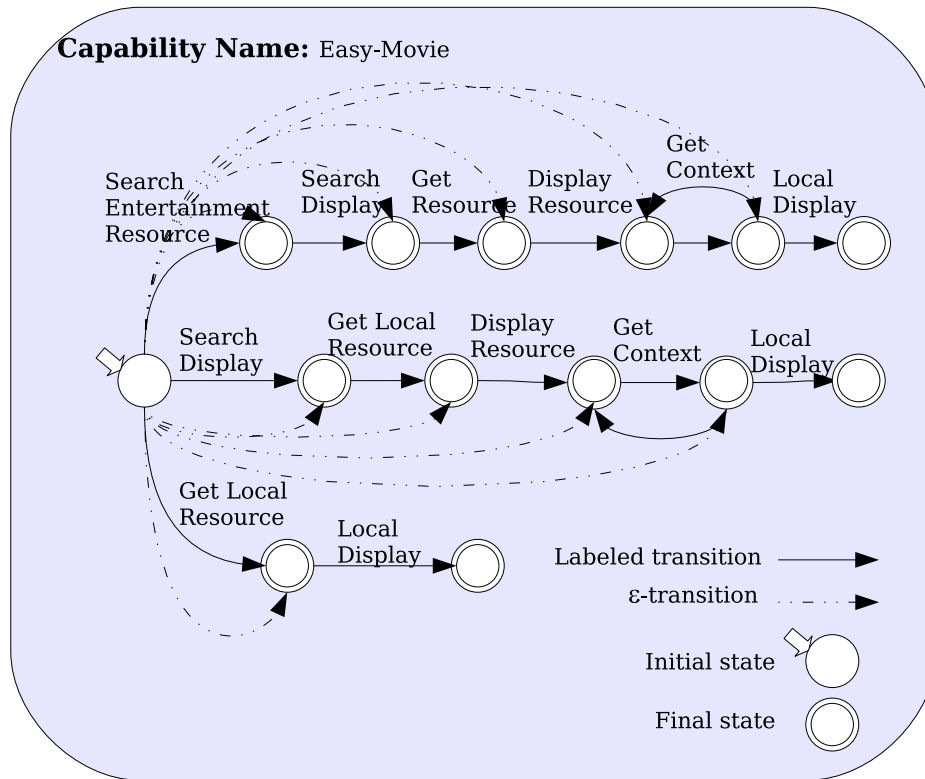 Capability Name: Easy-Movie
Get
Context
Search
Entertainment
Resource
Search
Display
Get
Resource
Display
Resource
Local
Display
Search
Display
Get Local
Resource
Display
Resource
Get
Context
Local
Display
Get Local
Resource
Local
Display
Labeled transition
ε-transition
Initial state
Final state